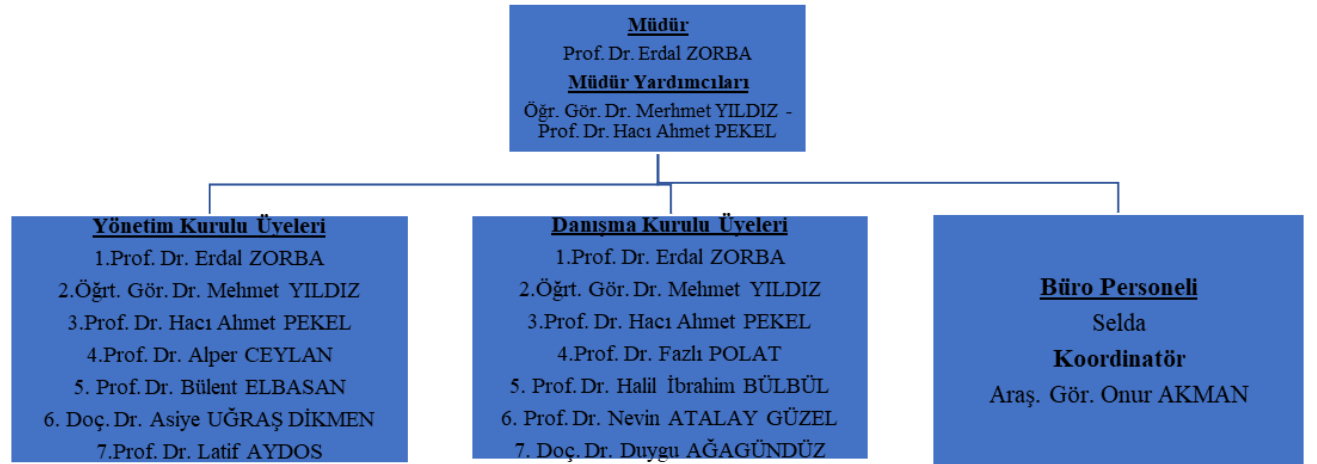 Müdür
Prof. Dr. Erdal ZORBA
Müdür Yardımcıları
Öğr. Gör. Dr. Merhmet YILDIZ -
Prof. Dr. Hacı Ahmet PEKEL
Yönetim Kurulu Üyeleri
1.Prof. Dr. Erdal ZORBA
2.Öğrt. Gör. Dr. Mehmet YILDIZ
3.Prof. Dr. Hacı Ahmet PEKEL
4.Prof. Dr. Alper CEYLAN
5. Prof. Dr. Bülent ELBASAN
6. Doç. Dr. Asiye UĞRAŞ DİKMEN
7.Prof. Dr. Latif AYDOS
Danışma Kurulu Üyeleri
1.Prof. Dr. Erdal ZORBA
2.Öğrt. Gör. Dr. Mehmet YILDIZ
3.Prof. Dr. Hacı Ahmet PEKEL
4.Prof. Dr. Fazlı POLAT
5. Prof. Dr. Halil İbrahim BÜLBÜL
6. Prof. Dr. Nevin ATALAY GÜZEL
7. Doç. Dr. Duygu AĞAGÜNDÜZ
Büro Personeli
Selda
Koordinatör
Araş. Gör. Onur AKMAN